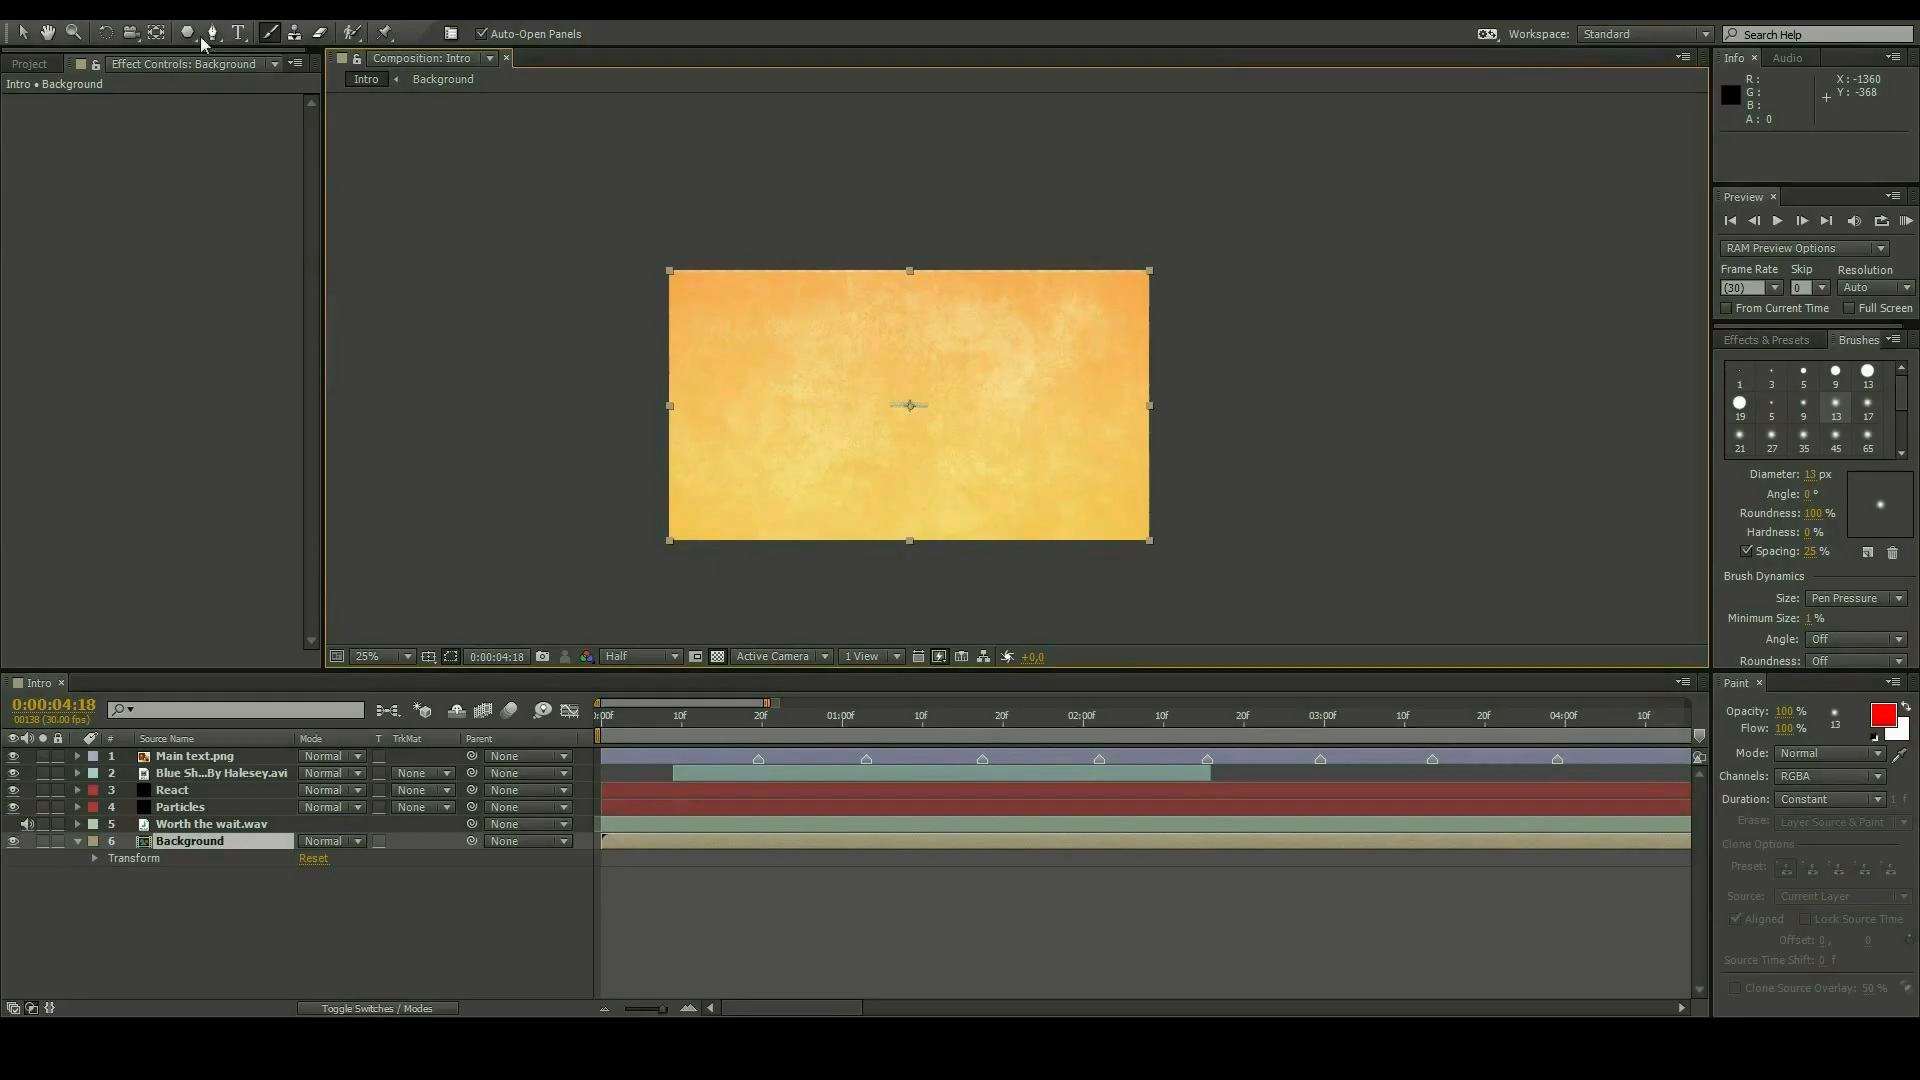 Auto-Open Panels
Workspace: Standard
Search Help
Project
Effect Controls: Background
Intro • Background
Composition: Intro
Intro
Background
Info
Audio
R :
G :
B :
A : 0
X : -1360
Y : -368
Preview
RAM Preview Options
Frame Rate Skip Resolution
(30) 0 Auto
From Current Time Full Screen
Effects & Presets
Brushes
1 3 5 9 13
19 5 9 13 17
21 27 35 45 65
Diameter: 13 px
Angle: 0 °
Roundness: 100 %
Hardness: 0 %
Spacing: 25 %
Brush Dynamics
Size: Pen Pressure
Minimum Size: 1 %
Angle: Off
Roundness: Off
25%
0:00:04:18
Half
Active Camera
1 View
+0,0
Intro
0:00:04:18
00138 (30.00 fps)
0:00f 10f 20f 01:00f 10f 20f 02:00f 10f 20f 03:00f 10f 20f 04:00f 10f
# Source Name Mode T TrkMat Parent
1 Main text.png Normal None
2 Blue Sh...By Halesey.avi Normal None None
3 React Normal None None
4 Particles Normal None None
5 Worth the wait.wav None
6 Background Normal None
Transform Reset
Toggle Switches / Modes
Paint
Opacity: 100 %
Flow: 100 %
13
Mode: Normal
Channels: RGBA
Duration: Constant 1 f
Erase: Layer Source & Paint
Clone Options
Preset:
Source: Current Layer
Aligned Lock Source Time
Offset: 0 , 0
Source Time Shift: 0 f
Clone Source Overlay: 50 %